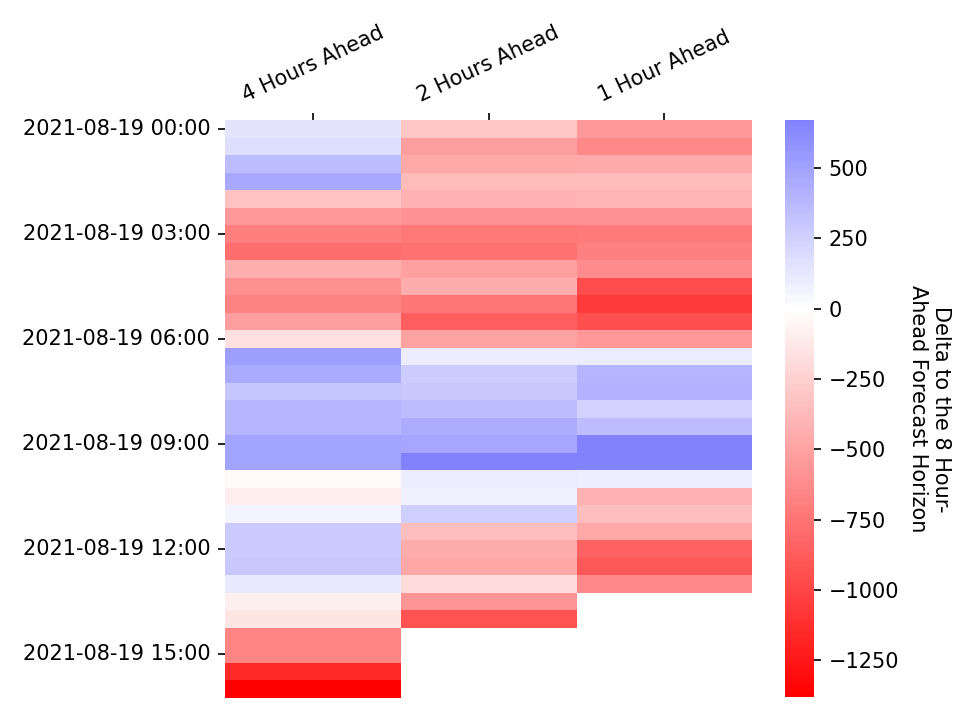 4 Hours Ahead
2 Hours Ahead
1 Hour Ahead
2021-08-19 00:00
2021-08-19 03:00
2021-08-19 06:00
2021-08-19 09:00
2021-08-19 12:00
2021-08-19 15:00
500
250
0
−250
−500
−750
−1000
−1250
Delta to the 8 Hour-
Ahead Forecast Horizon